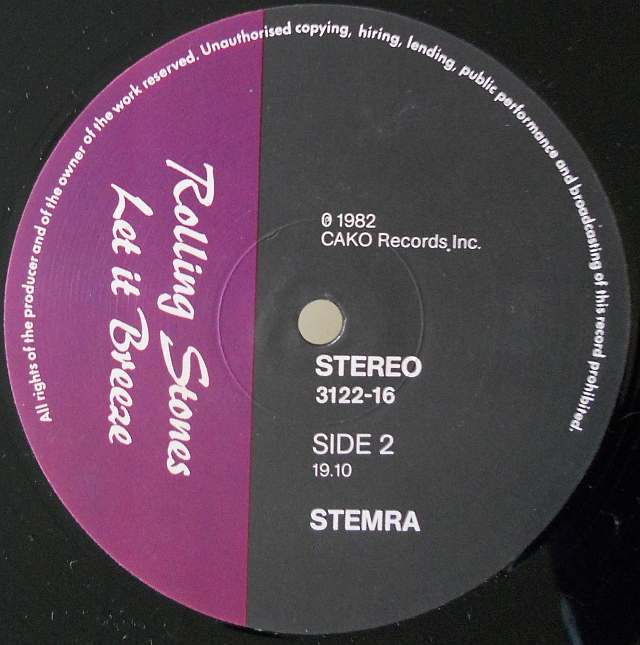 All rights of the producer and of the owner of the work reserved. Unauthorised copying, hiring, lending, public performance and broadcasting of this record prohibited.
Rolling Stones
Let it Breeze
℗ 1982
CAKO Records, Inc.
STEREO
3122-16
SIDE 2
19.10
STEMRA